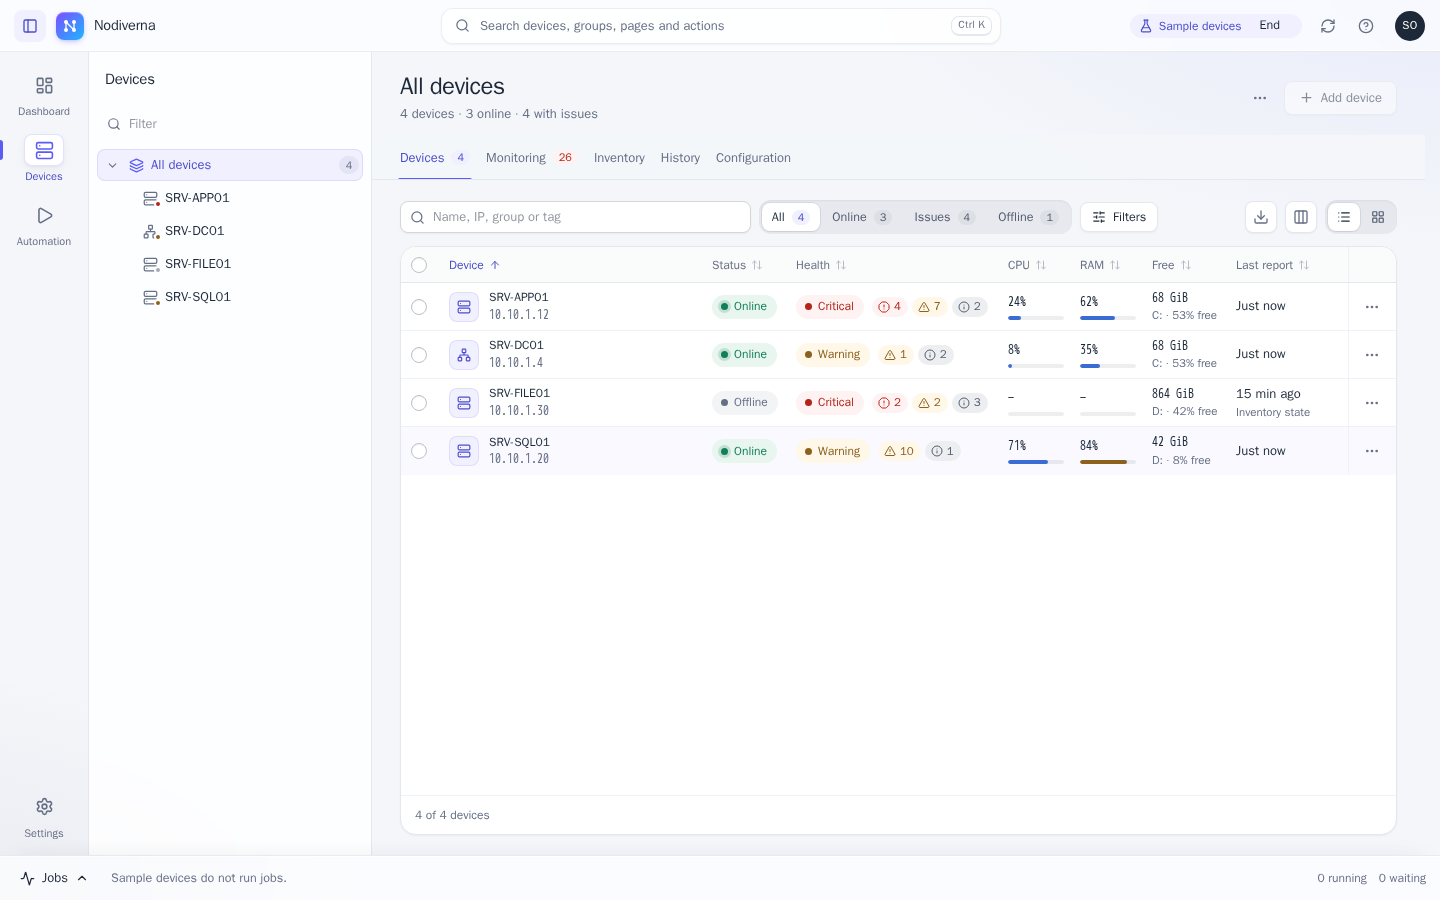 Nodiverna
Search devices, groups, pages and actions
Ctrl K
Sample devices
End
SO
Dashboard
Devices
Automation
Settings
Devices
Filter
All devices 4
SRV-APP01
SRV-DC01
SRV-FILE01
SRV-SQL01
All devices
4 devices · 3 online · 4 with issues
Add device
Devices 4 Monitoring 26 Inventory History Configuration
Name, IP, group or tag
All 4 Online 3 Issues 4 Offline 1
Filters
Device Status Health CPU RAM Free Last report
SRV-APP01 Online Critical 4 7 2 24% 62% 68 GiB Just now
10.10.1.12 C: · 53% free
SRV-DC01 Online Warning 1 2 8% 35% 68 GiB Just now
10.10.1.4 C: · 53% free
SRV-FILE01 Offline Critical 2 2 3 – – 864 GiB 15 min ago
10.10.1.30 D: · 42% free Inventory state
SRV-SQL01 Online Warning 10 1 71% 84% 42 GiB Just now
10.10.1.20 D: · 8% free
4 of 4 devices
Jobs
Sample devices do not run jobs.
0 running 0 waiting